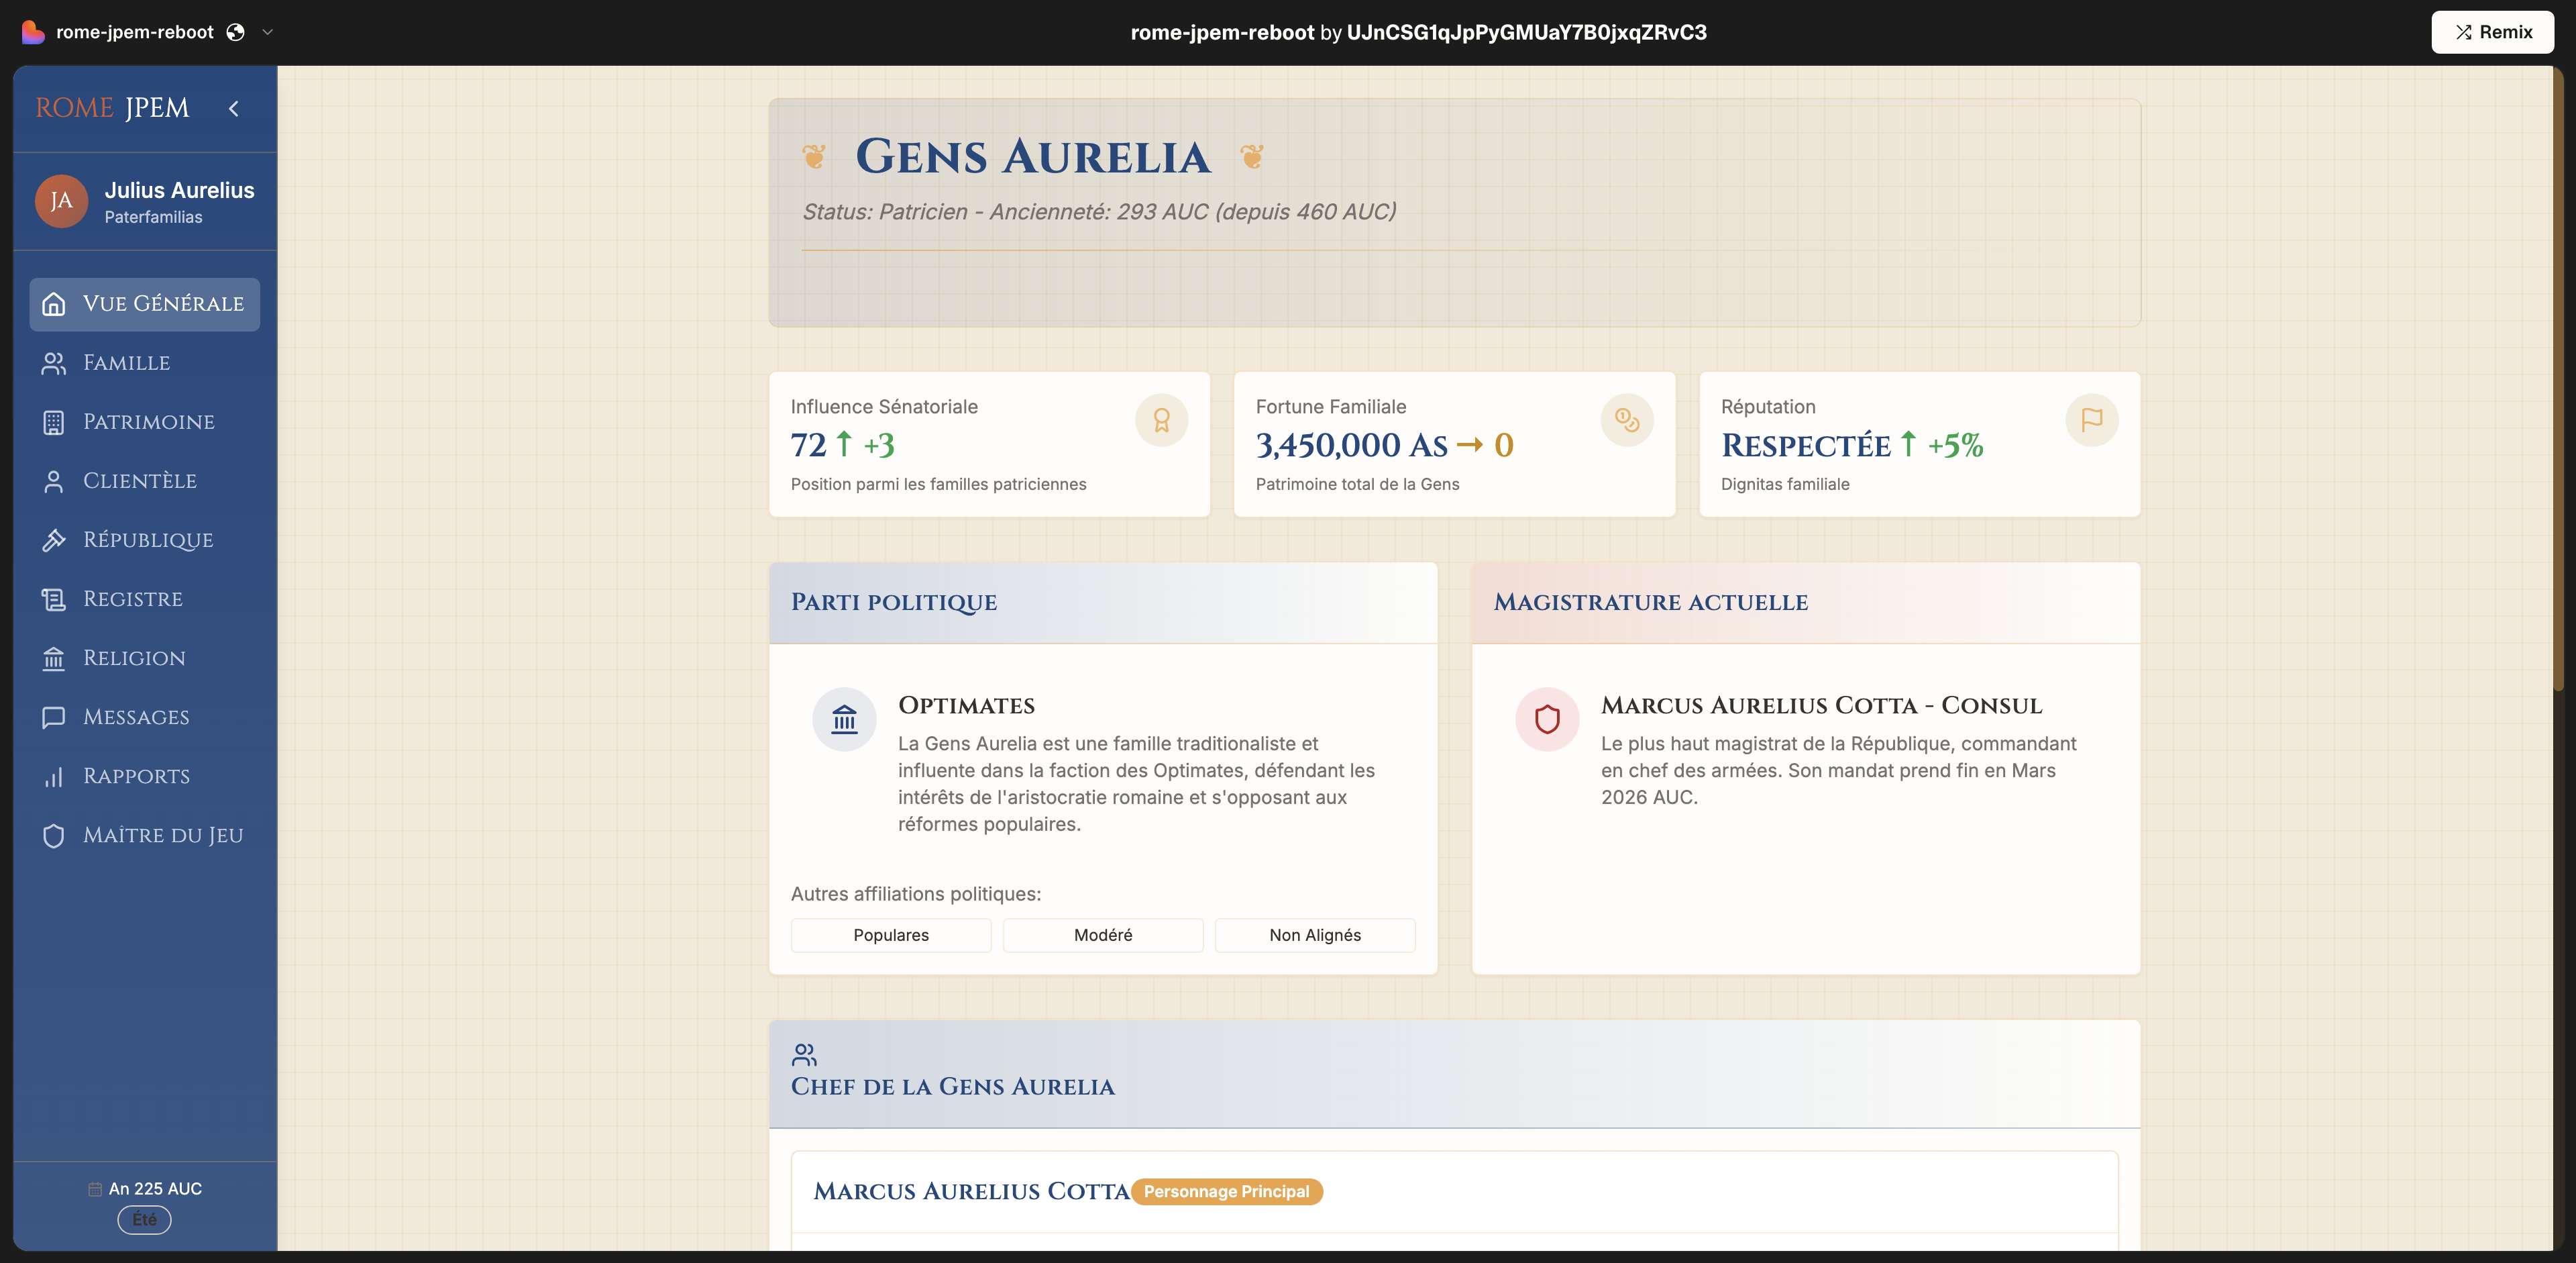 rome-jpem-reboot
rome-jpem-reboot by UJnCSG1qJpPyGMUaY7B0jxqZRvC3
Remix
ROME JPEM
JA
Julius Aurelius
Paterfamilias
Vue Générale
Famille
Patrimoine
Clientèle
République
Registre
Religion
Messages
Rapports
Maître du Jeu
An 225 AUC
Été
Gens Aurelia
Status: Patricien - Ancienneté: 293 AUC (depuis 460 AUC)
Influence Sénatoriale
72 ↑ +3
Position parmi les familles patriciennes
Fortune Familiale
3,450,000 As → 0
Patrimoine total de la Gens
Réputation
Respectée ↑ +5%
Dignitas familiale
Parti politique
Optimates
La Gens Aurelia est une famille traditionaliste et
influente dans la faction des Optimates, défendant les
intérêts de l'aristocratie romaine et s'opposant aux
réformes populaires.
Autres affiliations politiques:
Populares
Modéré
Non Alignés
Magistrature actuelle
Marcus Aurelius Cotta - Consul
Le plus haut magistrat de la République, commandant
en chef des armées. Son mandat prend fin en Mars
2026 AUC.
Chef de la Gens Aurelia
Marcus Aurelius Cotta
Personnage Principal